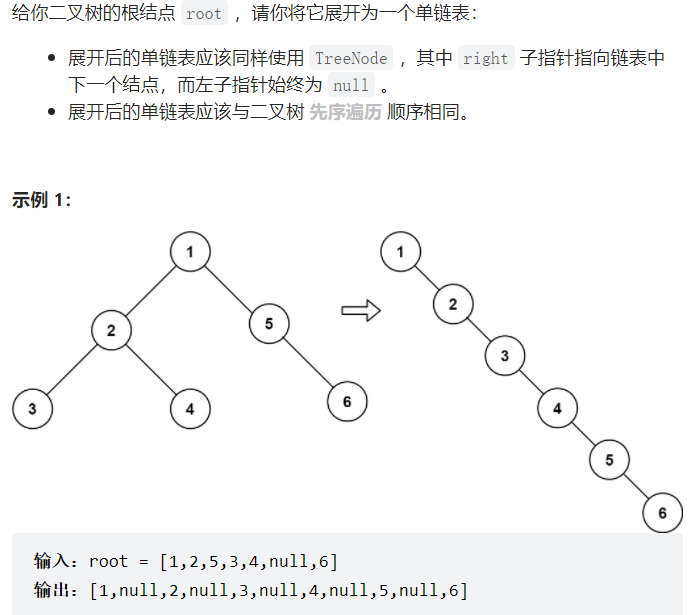 给你二叉树的根结点 root ，请你将它展开为一个单链表：
展开后的单链表应该同样使用 TreeNode ，其中 right 子指针指向链表中
下一个结点，而左子指针始终为 null 。
展开后的单链表应该与二叉树 先序遍历 顺序相同。
示例 1：
1
2
5
3
4
6
1
2
3
4
5
6
输入：root = [1,2,5,3,4,null,6]
输出：[1,null,2,null,3,null,4,null,5,null,6]